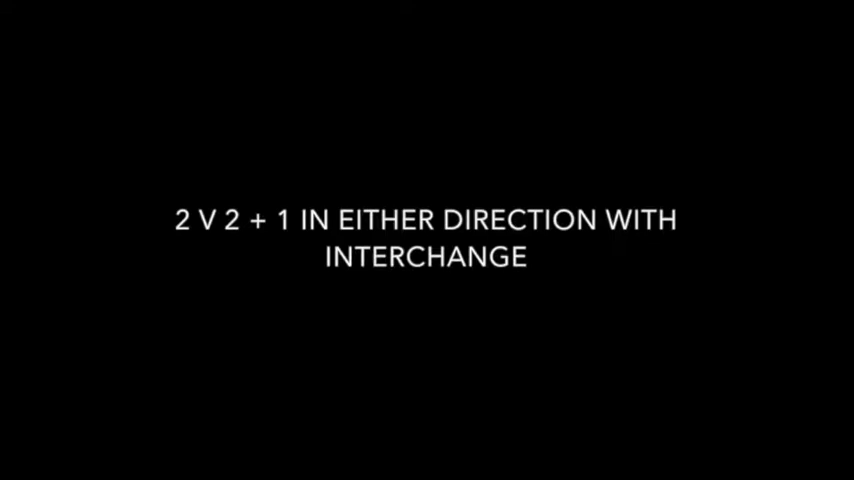 2 V 2 + 1 IN EITHER DIRECTION WITH
INTERCHANGE